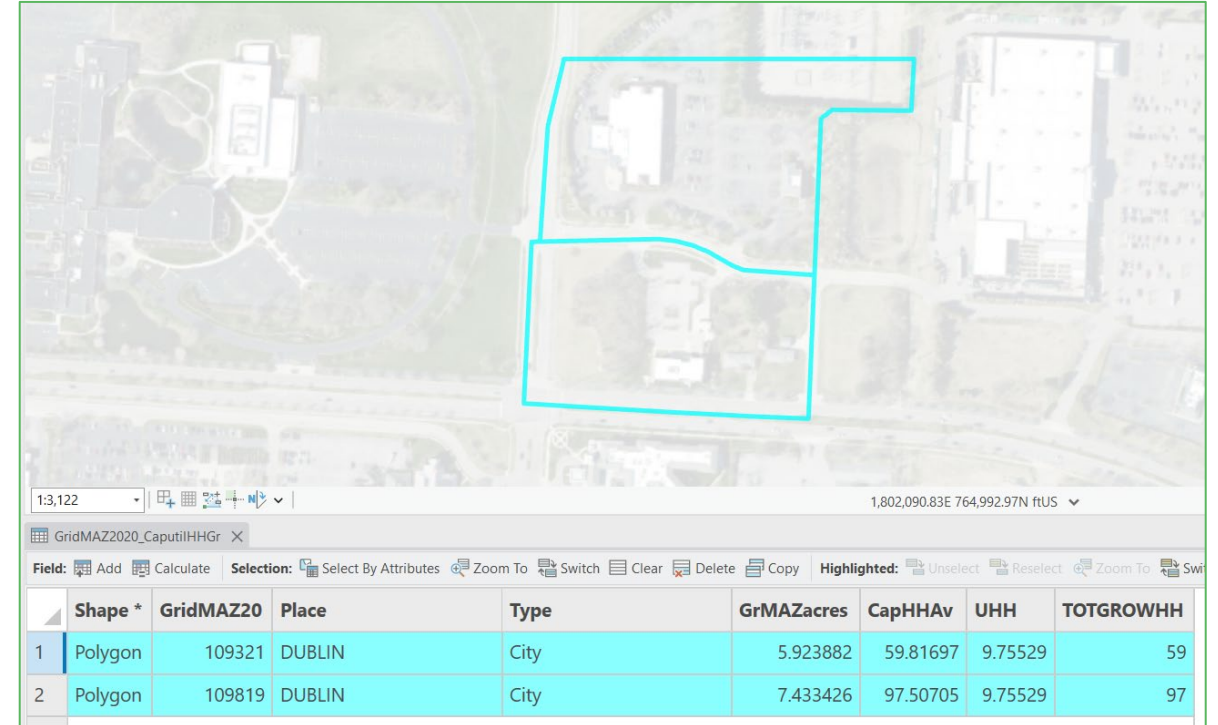 1:3,122
1,802,090.83E 764,992.97N ftUS
GridMAZ2020_CaputilHHGr
Field: Add Calculate Selection: Select By Attributes Zoom To Switch Clear Delete Copy Highlighted: Unselect Reselect Zoom To Swi
Shape * GridMAZ20 Place Type GrMAZacres CapHHAv UHH TOTGROWHH
1 Polygon 109321 DUBLIN City 5.923882 59.81697 9.75529 59
2 Polygon 109819 DUBLIN City 7.433426 97.50705 9.75529 97